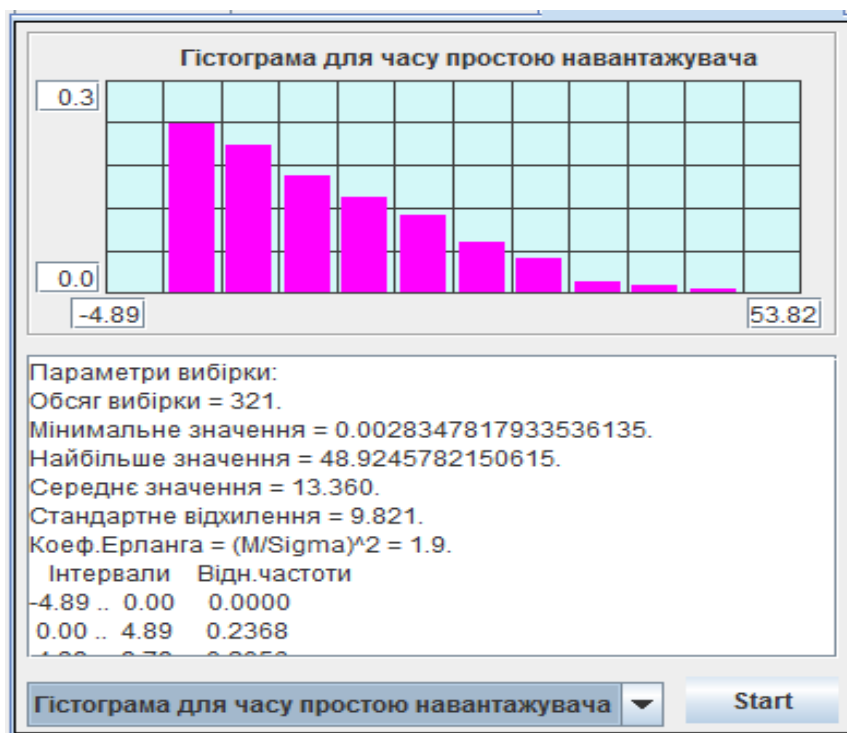 Гістограма для часу простою навантажувача
0.3
0.0
-4.89
53.82
Параметри вибірки:
Обсяг вибірки = 321.
Мінимальне значення = 0.0028347817933536135.
Найбільше значення = 48.9245782150615.
Середнє значення = 13.360.
Стандартне відхилення = 9.821.
Коеф.Ерланга = (M/Sigma)^2 = 1.9.
Інтервали Відн.частоти
-4.89 .. 0.00 0.0000
0.00 .. 4.89 0.2368
Гістограма для часу простою навантажувача
Start